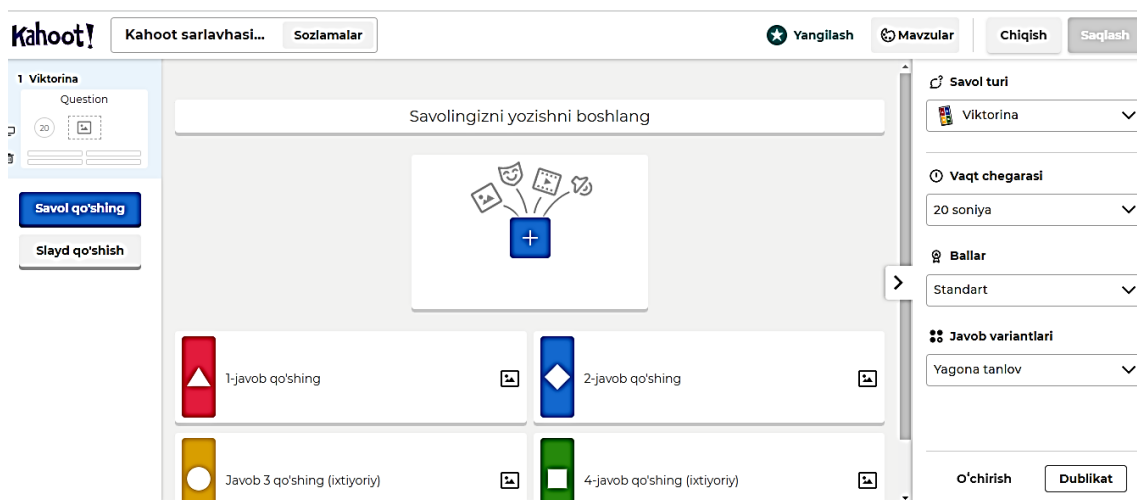 Kahoot!
Kahoot sarlavhasi...
Sozlamalar
Yangilash
Mavzular
Chiqish
Saqlash
1 Viktorina
Question
20
Savol qo'shing
Slayd qo'shish
Savolingizni yozishni boshlang
1-javob qo'shing
2-javob qo'shing
Javob 3 qo'shing (ixtiyoriy)
4-javob qo'shing (ixtiyoriy)
Savol turi
Viktorina
Vaqt chegarasi
20 soniya
Ballar
Standart
Javob variantlari
Yagona tanlov
Oʻchirish
Dublikat